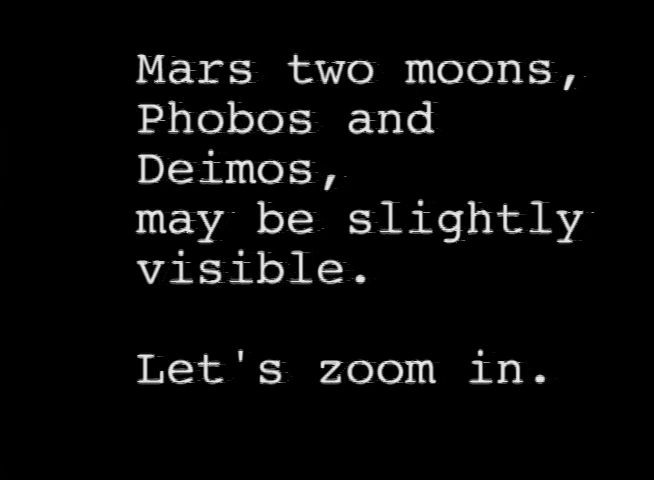 Mars two moons,
Phobos and
Deimos,
may be slightly
visible.
Let's zoom in.